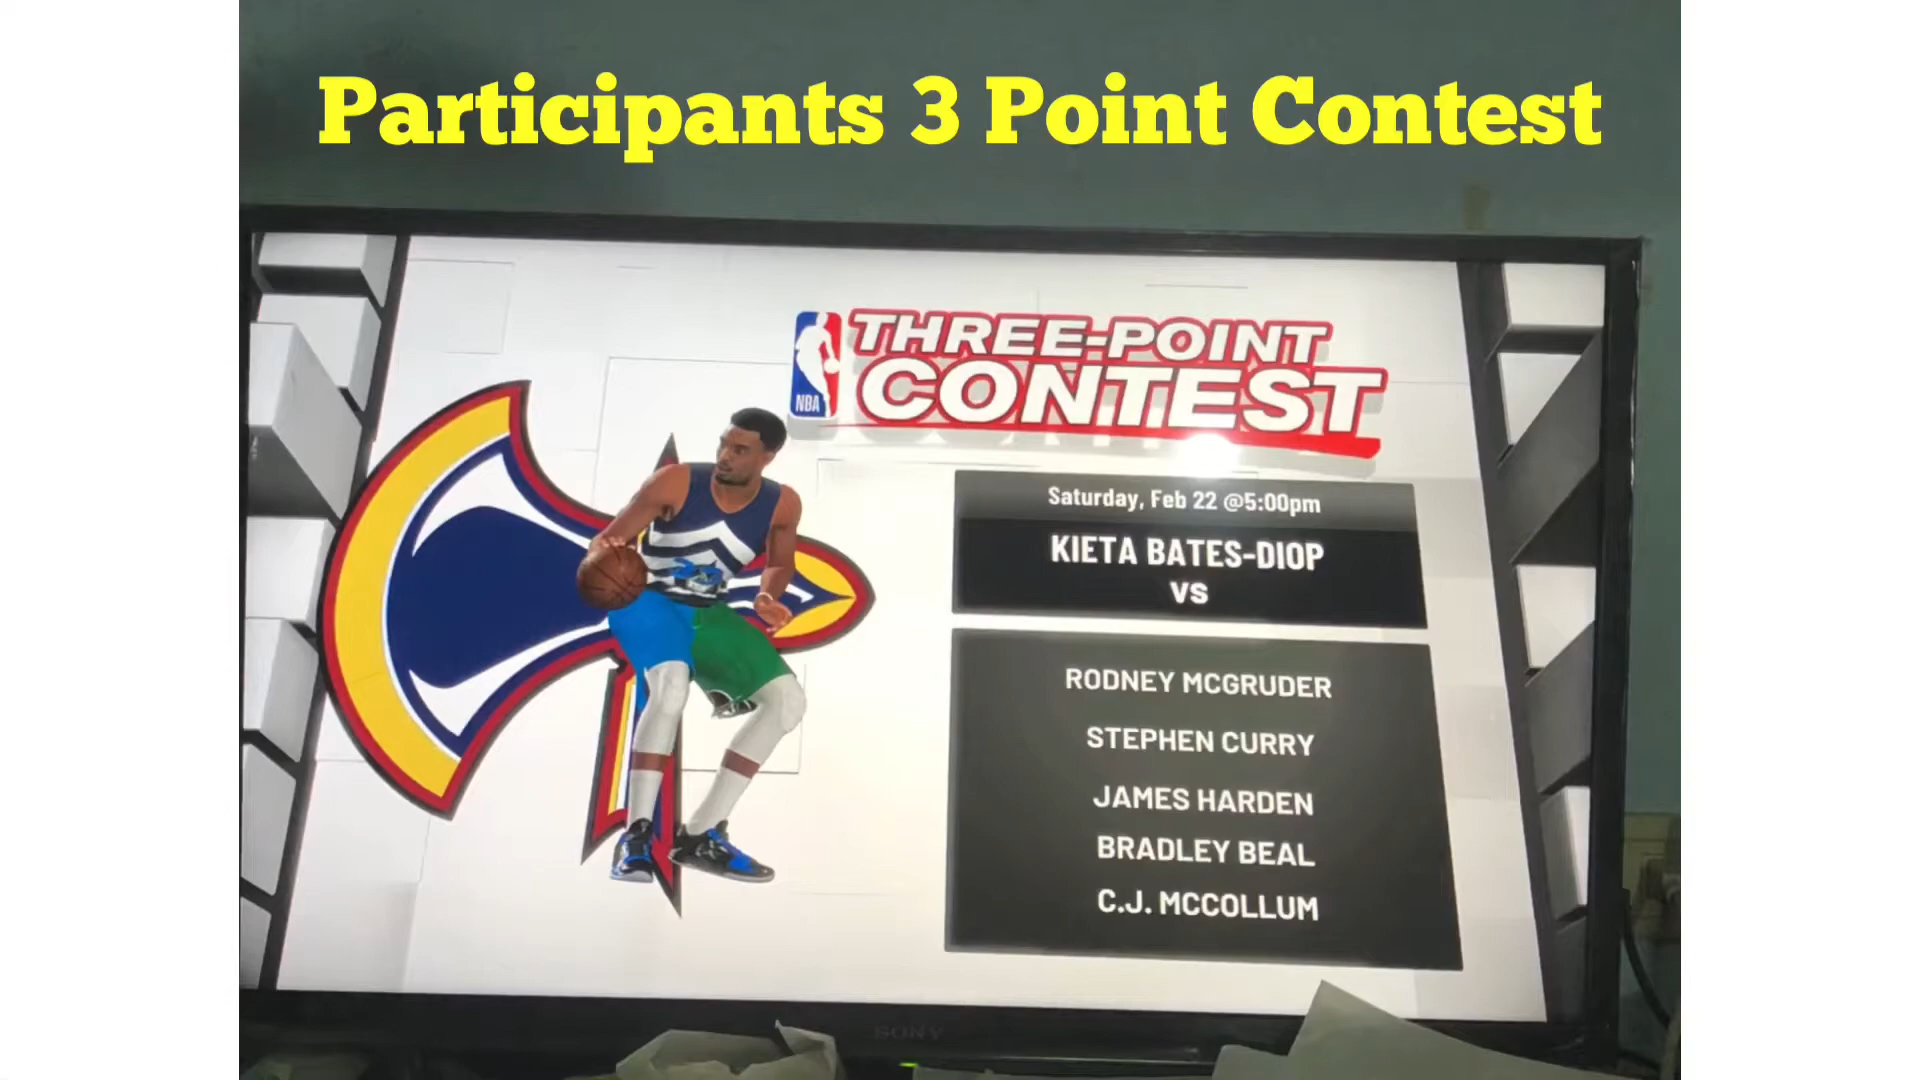 Participants 3 Point Contest
THREE-POINT
CONTEST
NBA
Saturday, Feb 22 @5:00pm
KIETA BATES-DIOP
VS
RODNEY MCGRUDER
STEPHEN CURRY
JAMES HARDEN
BRADLEY BEAL
C.J. MCCOLLUM
SONY